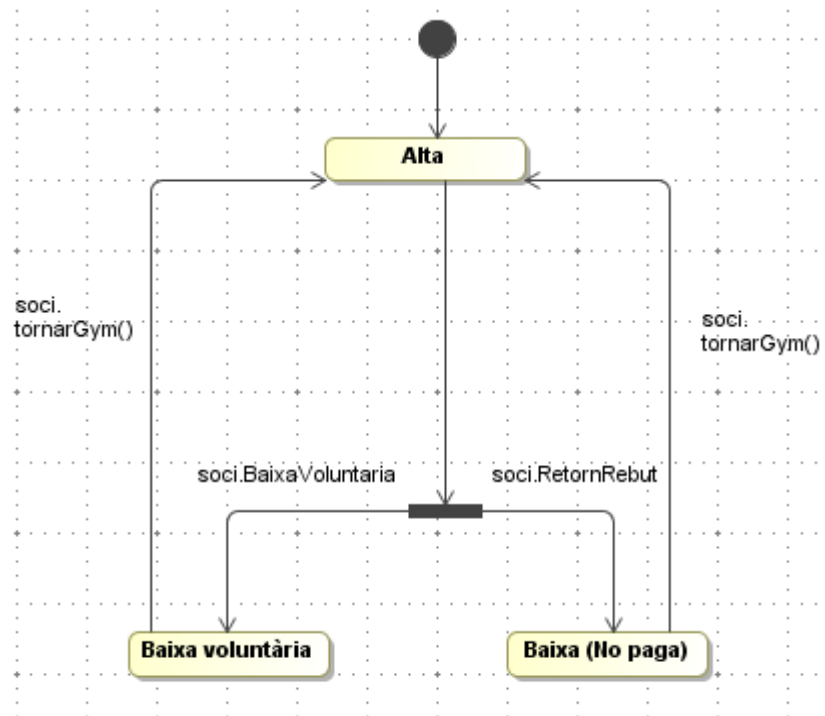 Alta
soci.
tornarGym()
soci.
tornarGym()
soci.BaixaVoluntaria
soci.RetornRebut
Baixa voluntària
Baixa (No paga)